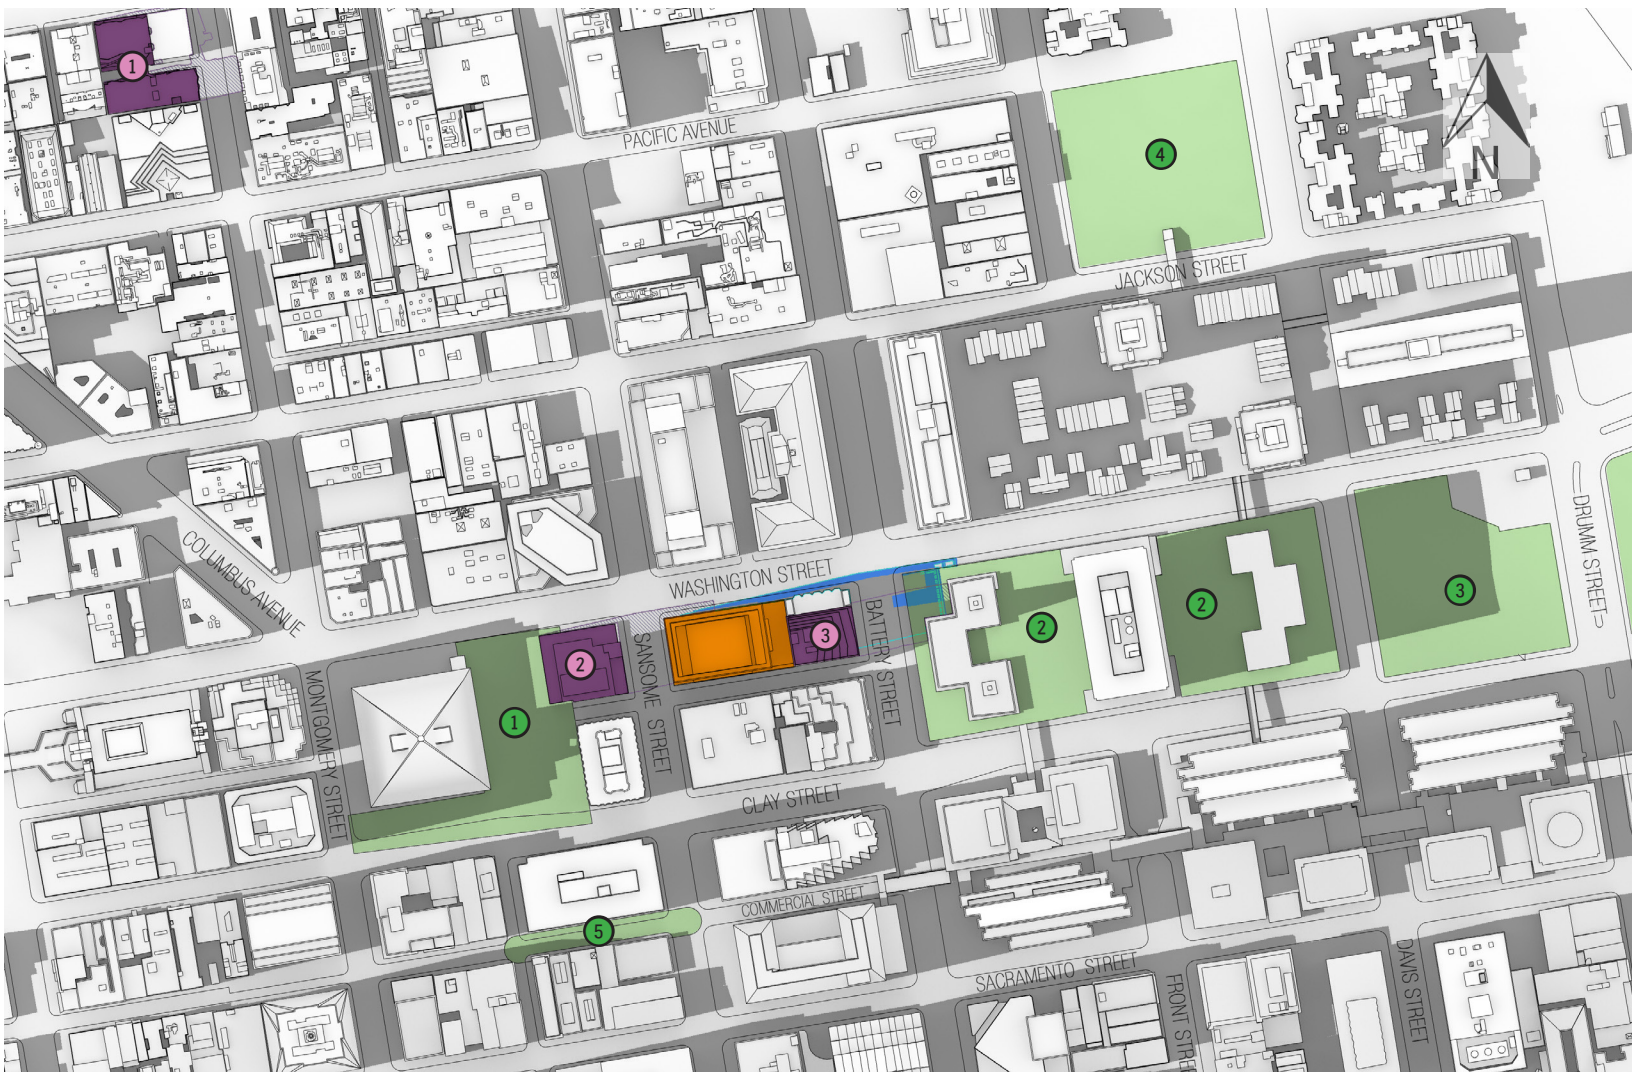 1
PACIFIC AVENUE
4
N
JACKSON STREET
COLUMBUS AVENUE
WASHINGTON STREET
DRUMM STREET
2
3
2
BATTERY STREET
3
2
SANSOME STREET
MONTGOMERY STREET
1
CLAY STREET
COMMERCIAL STREET
5
SACRAMENTO STREET
DAVIS STREET
FRONT STR